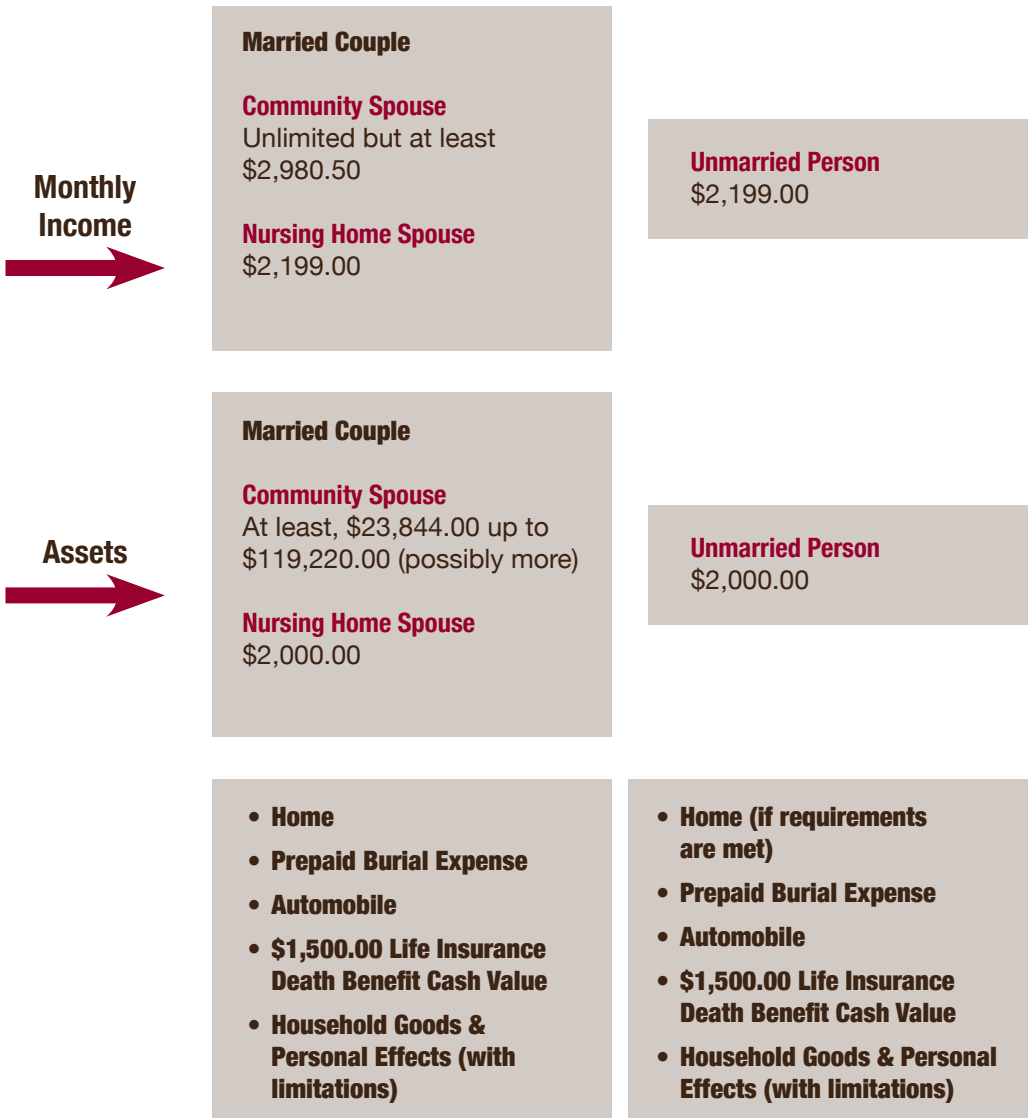 Monthly
Income
Married Couple
Community Spouse
Unlimited but at least
$2,980.50
Nursing Home Spouse
$2,199.00
Unmarried Person
$2,199.00
Assets
Married Couple
Community Spouse
At least, $23,844.00 up to
$119,220.00 (possibly more)
Nursing Home Spouse
$2,000.00
Unmarried Person
$2,000.00
• Home
• Prepaid Burial Expense
• Automobile
• $1,500.00 Life Insurance
Death Benefit Cash Value
• Household Goods &
Personal Effects (with
limitations)
• Home (if requirements
are met)
• Prepaid Burial Expense
• Automobile
• $1,500.00 Life Insurance
Death Benefit Cash Value
• Household Goods & Personal
Effects (with limitations)